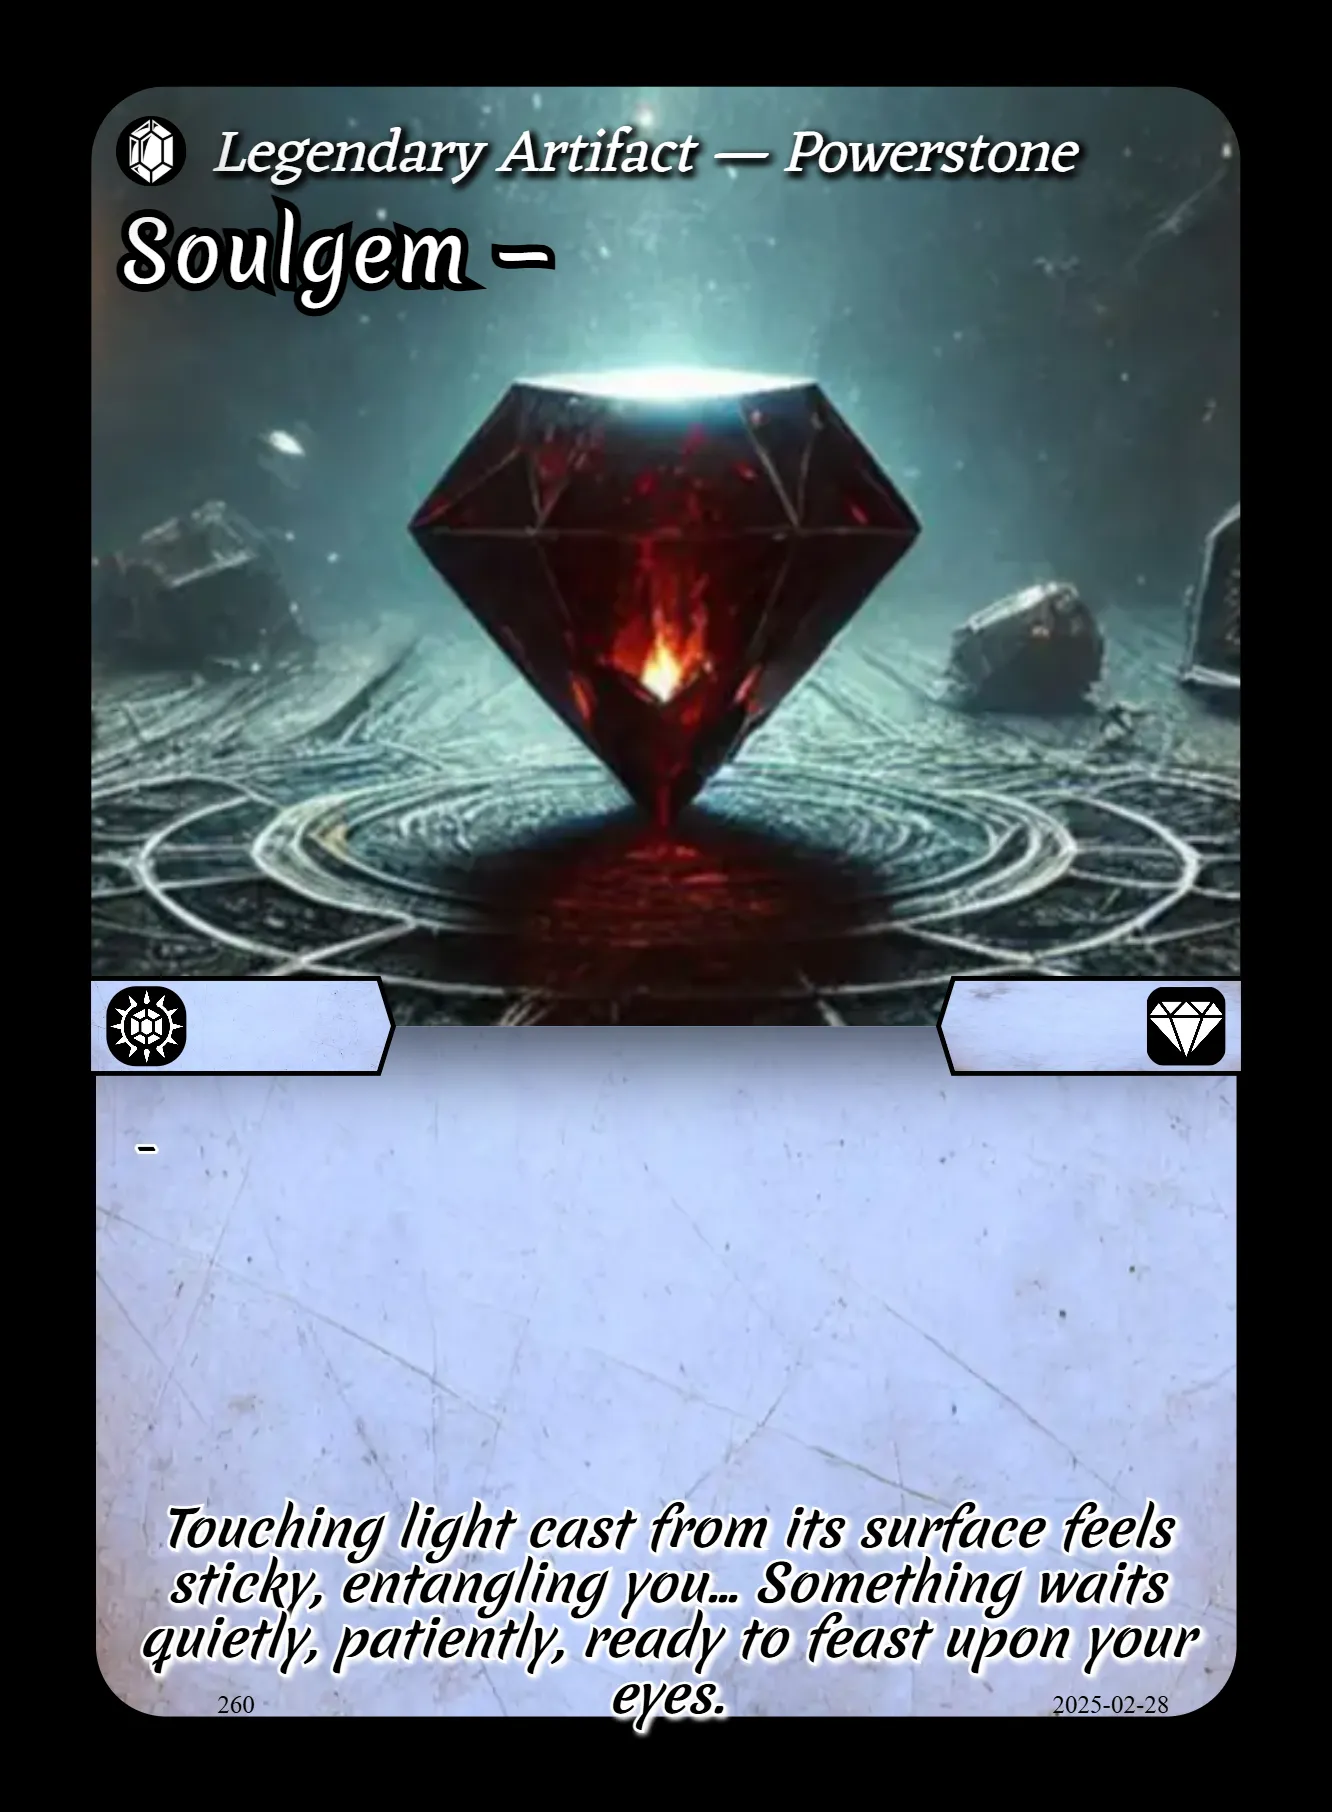 Legendary Artifact — Powerstone
Soulgem –
-
Touching light cast from its surface feels
sticky, entangling you... Something waits
quietly, patiently, ready to feast upon your
eyes.
260
2025-02-28